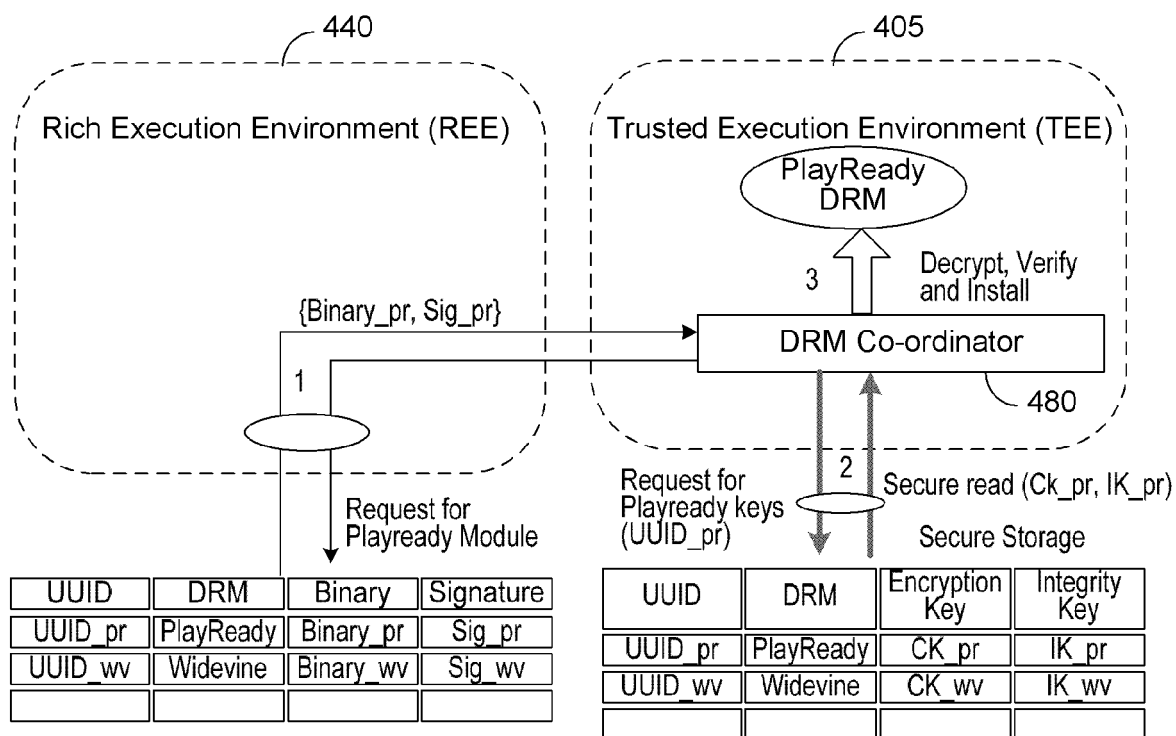 440
405
Rich Execution Environment (REE)
Trusted Execution Environment (TEE)
PlayReady
DRM
3
Decrypt, Verify
and Install
{Binary_pr, Sig_pr}
DRM Co-ordinator
1
480
2
Request for
Playready keys
(UUID_pr)
Secure read (Ck_pr, IK_pr)
Request for
Playready Module
Secure Storage
UUID DRM Binary Signature
UUID_pr PlayReady Binary_pr Sig_pr
UUID_wv Widevine Binary_wv Sig_wv
UUID DRM Encryption Key Integrity Key
UUID_pr PlayReady CK_pr IK_pr
UUID_wv Widevine CK_wv IK_wv